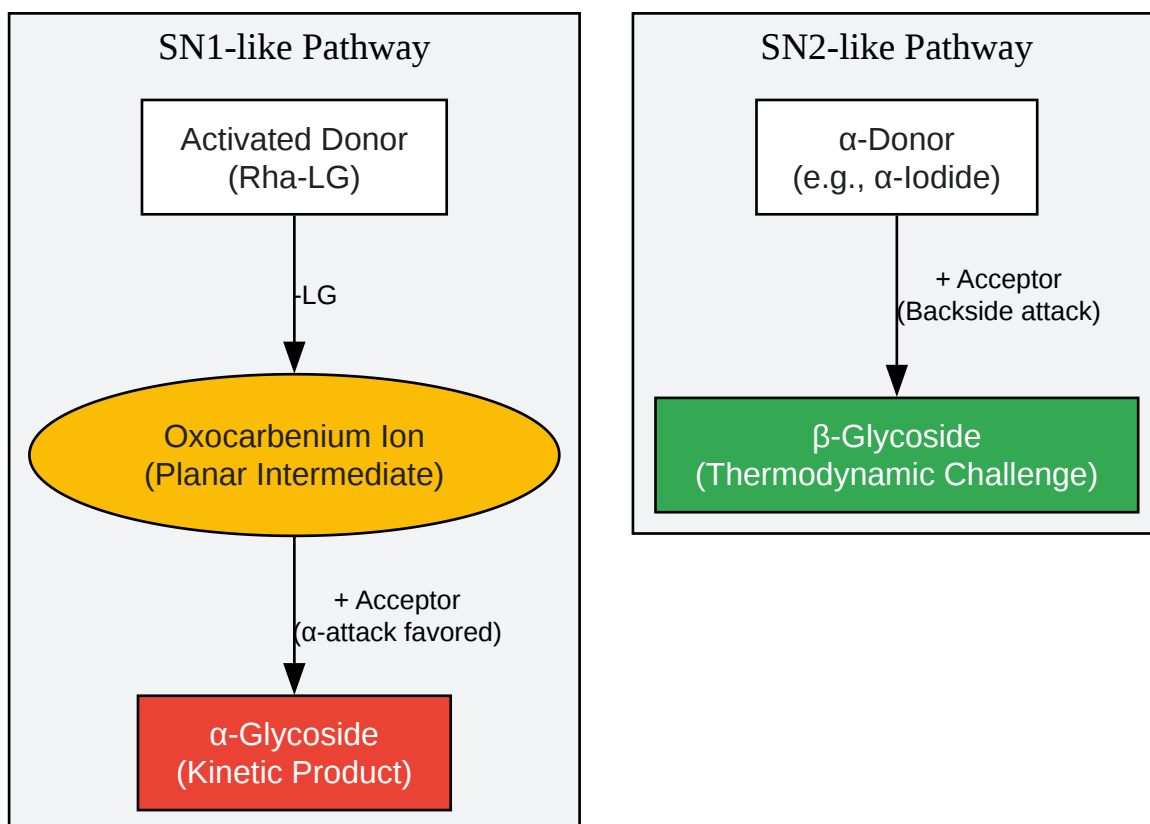 SN1-like Pathway
Activated Donor
(Rha-LG)
-LG
Oxocarbenium Ion
(Planar Intermediate)
+ Acceptor
(α-attack favored)
α-Glycoside
(Kinetic Product)
SN2-like Pathway
α-Donor
(e.g., α-Iodide)
+ Acceptor
(Backside attack)
β-Glycoside
(Thermodynamic Challenge)